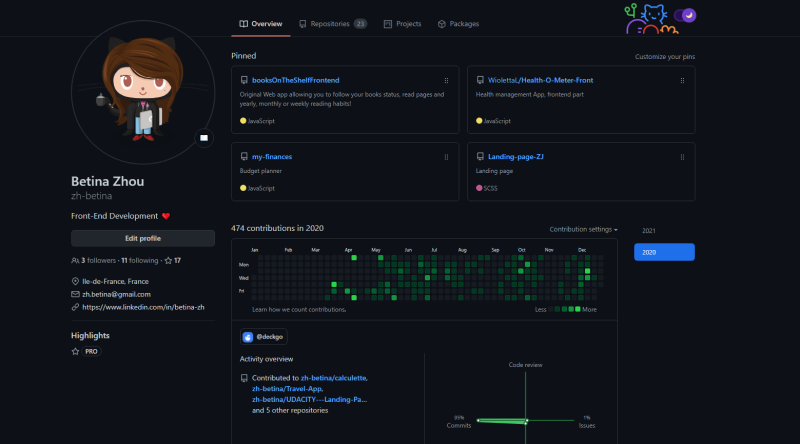 Overview
Repositories 23
Projects
Packages
Betina Zhou
zh-betina
Front-End Development
Edit profile
3 followers · 11 following · 17
Ile-de-France, France
zh.betina@gmail.com
https://www.linkedin.com/in/betina-zh
Highlights
PRO
Pinned
Customize your pins
booksOnTheShelfFrontend
Original Web app allowing you to follow your books status, read pages and
yearly, monthly or weekly reading habits!
JavaScript
WiolettaL/Health-O-Meter-Front
Health management App, frontend part
JavaScript
my-finances
Budget planner
JavaScript
Landing-page-ZJ
Landing page
SCSS
474 contributions in 2020
Contribution settings
2021
2020
Jan Feb Mar Apr May Jun Jul Aug Sep Oct Nov Dec
Mon
Wed
Fri
Learn how we count contributions.
Less More
@deckgo
Activity overview
Contributed to zh-betina/calculette,
zh-betina/Travel-App,
zh-betina/UDACITY---Landing-Pa...
and 5 other repositories
Code review
99%
Commits
1%
Issues